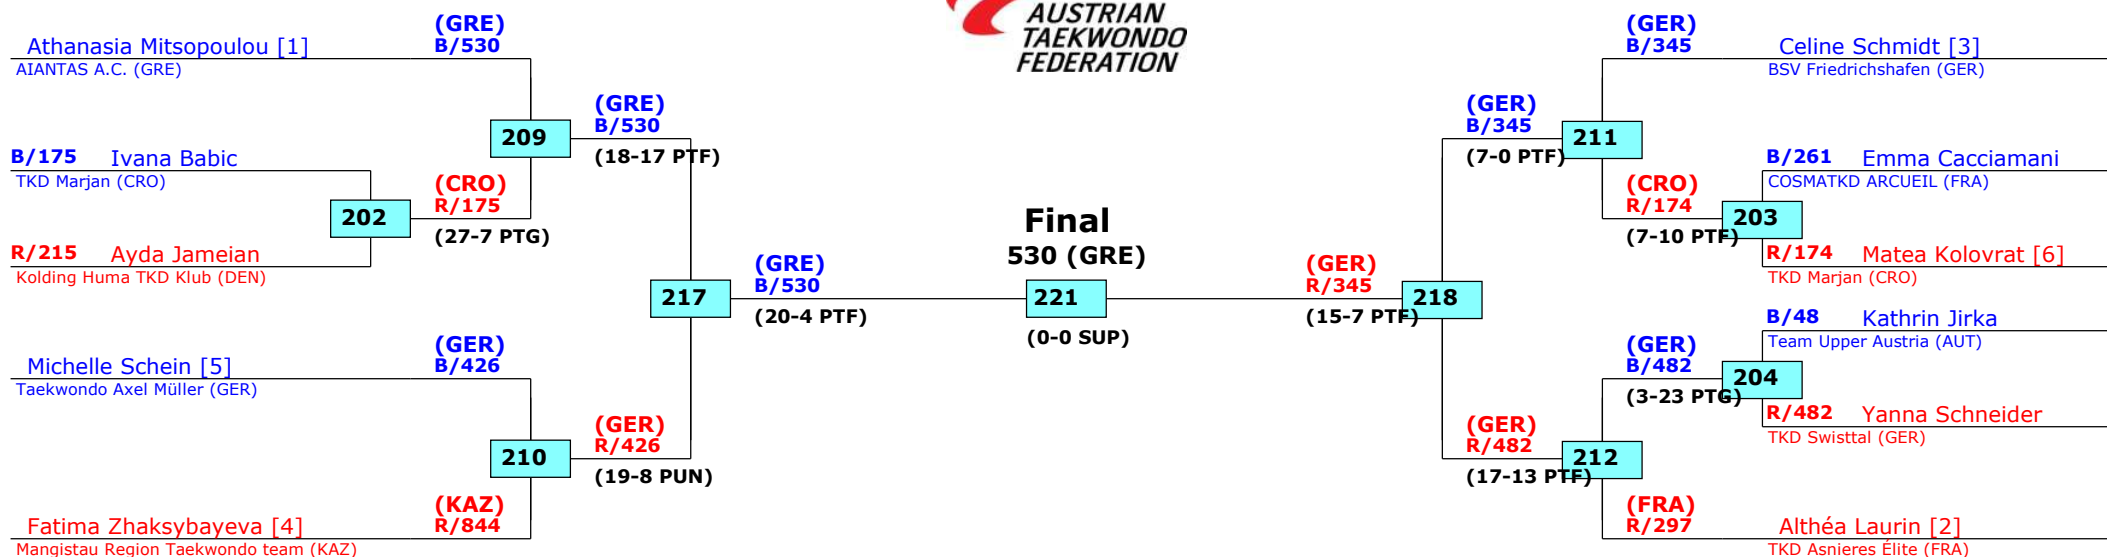 AUSTRIAN
TAEKWONDO
FEDERATION
(GRE)
B/530
Athanasia Mitsopoulou [1]
AIANTAS A.C. (GRE)
209
(GRE)
B/530
(18-17 PTF)
B/175 Ivana Babic
TKD Marjan (CRO)
202
(CRO)
R/175
(27-7 PTG)
R/215 Ayda Jameian
Kolding Huma TKD Klub (DEN)
217
(GRE)
B/530
(20-4 PTF)
(GER)
B/426
Michelle Schein [5]
Taekwondo Axel Müller (GER)
210
(GER)
R/426
(19-8 PUN)
(KAZ)
R/844
Fatima Zhaksybayeva [4]
Mangistau Region Taekwondo team (KAZ)
Final
530 (GRE)
221
(0-0 SUP)
(GER)
R/345
218
(15-7 PTF)
(GER)
B/345
Celine Schmidt [3]
BSV Friedrichshafen (GER)
(GER)
B/345
211
(7-0 PTF)
B/261 Emma Cacciamani
COSMATKD ARCUEIL (FRA)
(CRO)
R/174
203
(7-10 PTF)
R/174 Matea Kolovrat [6]
TKD Marjan (CRO)
B/48 Kathrin Jirka
Team Upper Austria (AUT)
(GER)
B/482
204
(3-23 PTG)
R/482 Yanna Schneider
TKD Swisttal (GER)
(GER)
R/482
212
(17-13 PTF)
(FRA)
R/297
Althéa Laurin [2]
TKD Asnieres Élite (FRA)